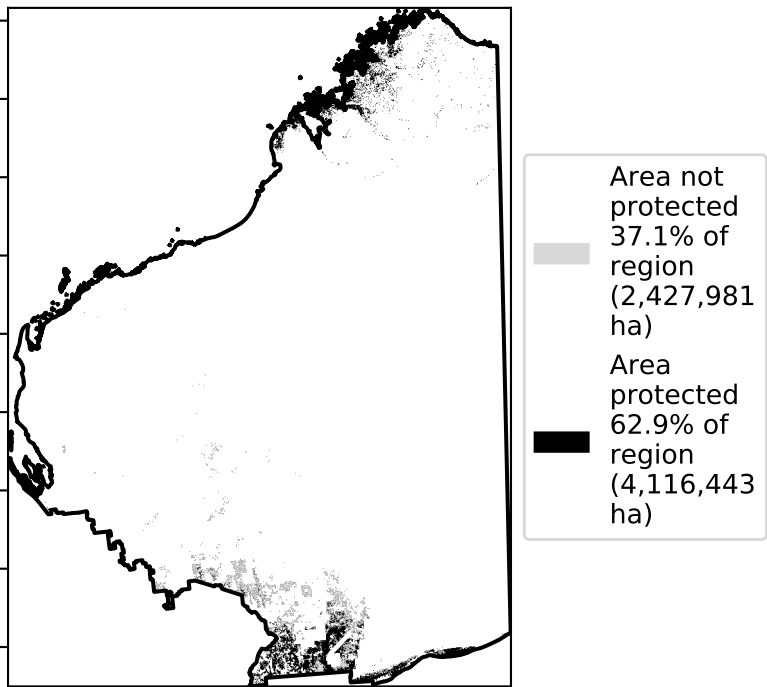 Area not
protected
37.1% of
region
(2,427,981
ha)
Area
protected
62.9% of
region
(4,116,443
ha)